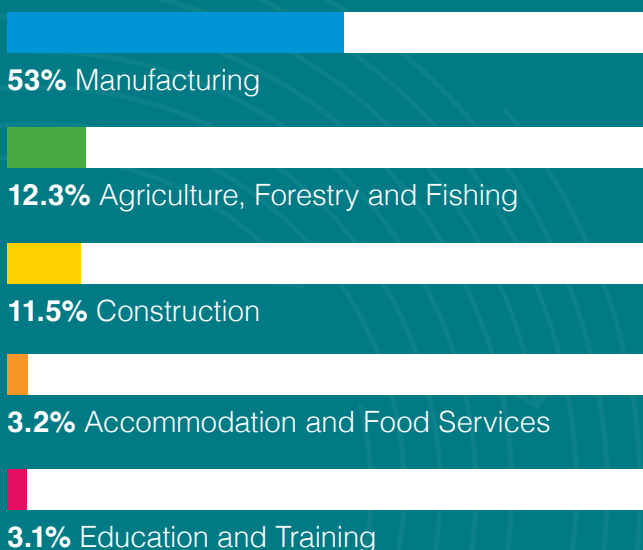 53% Manufacturing
12.3% Agriculture, Forestry and Fishing
11.5% Construction
3.2% Accommodation and Food Services
3.1% Education and Training